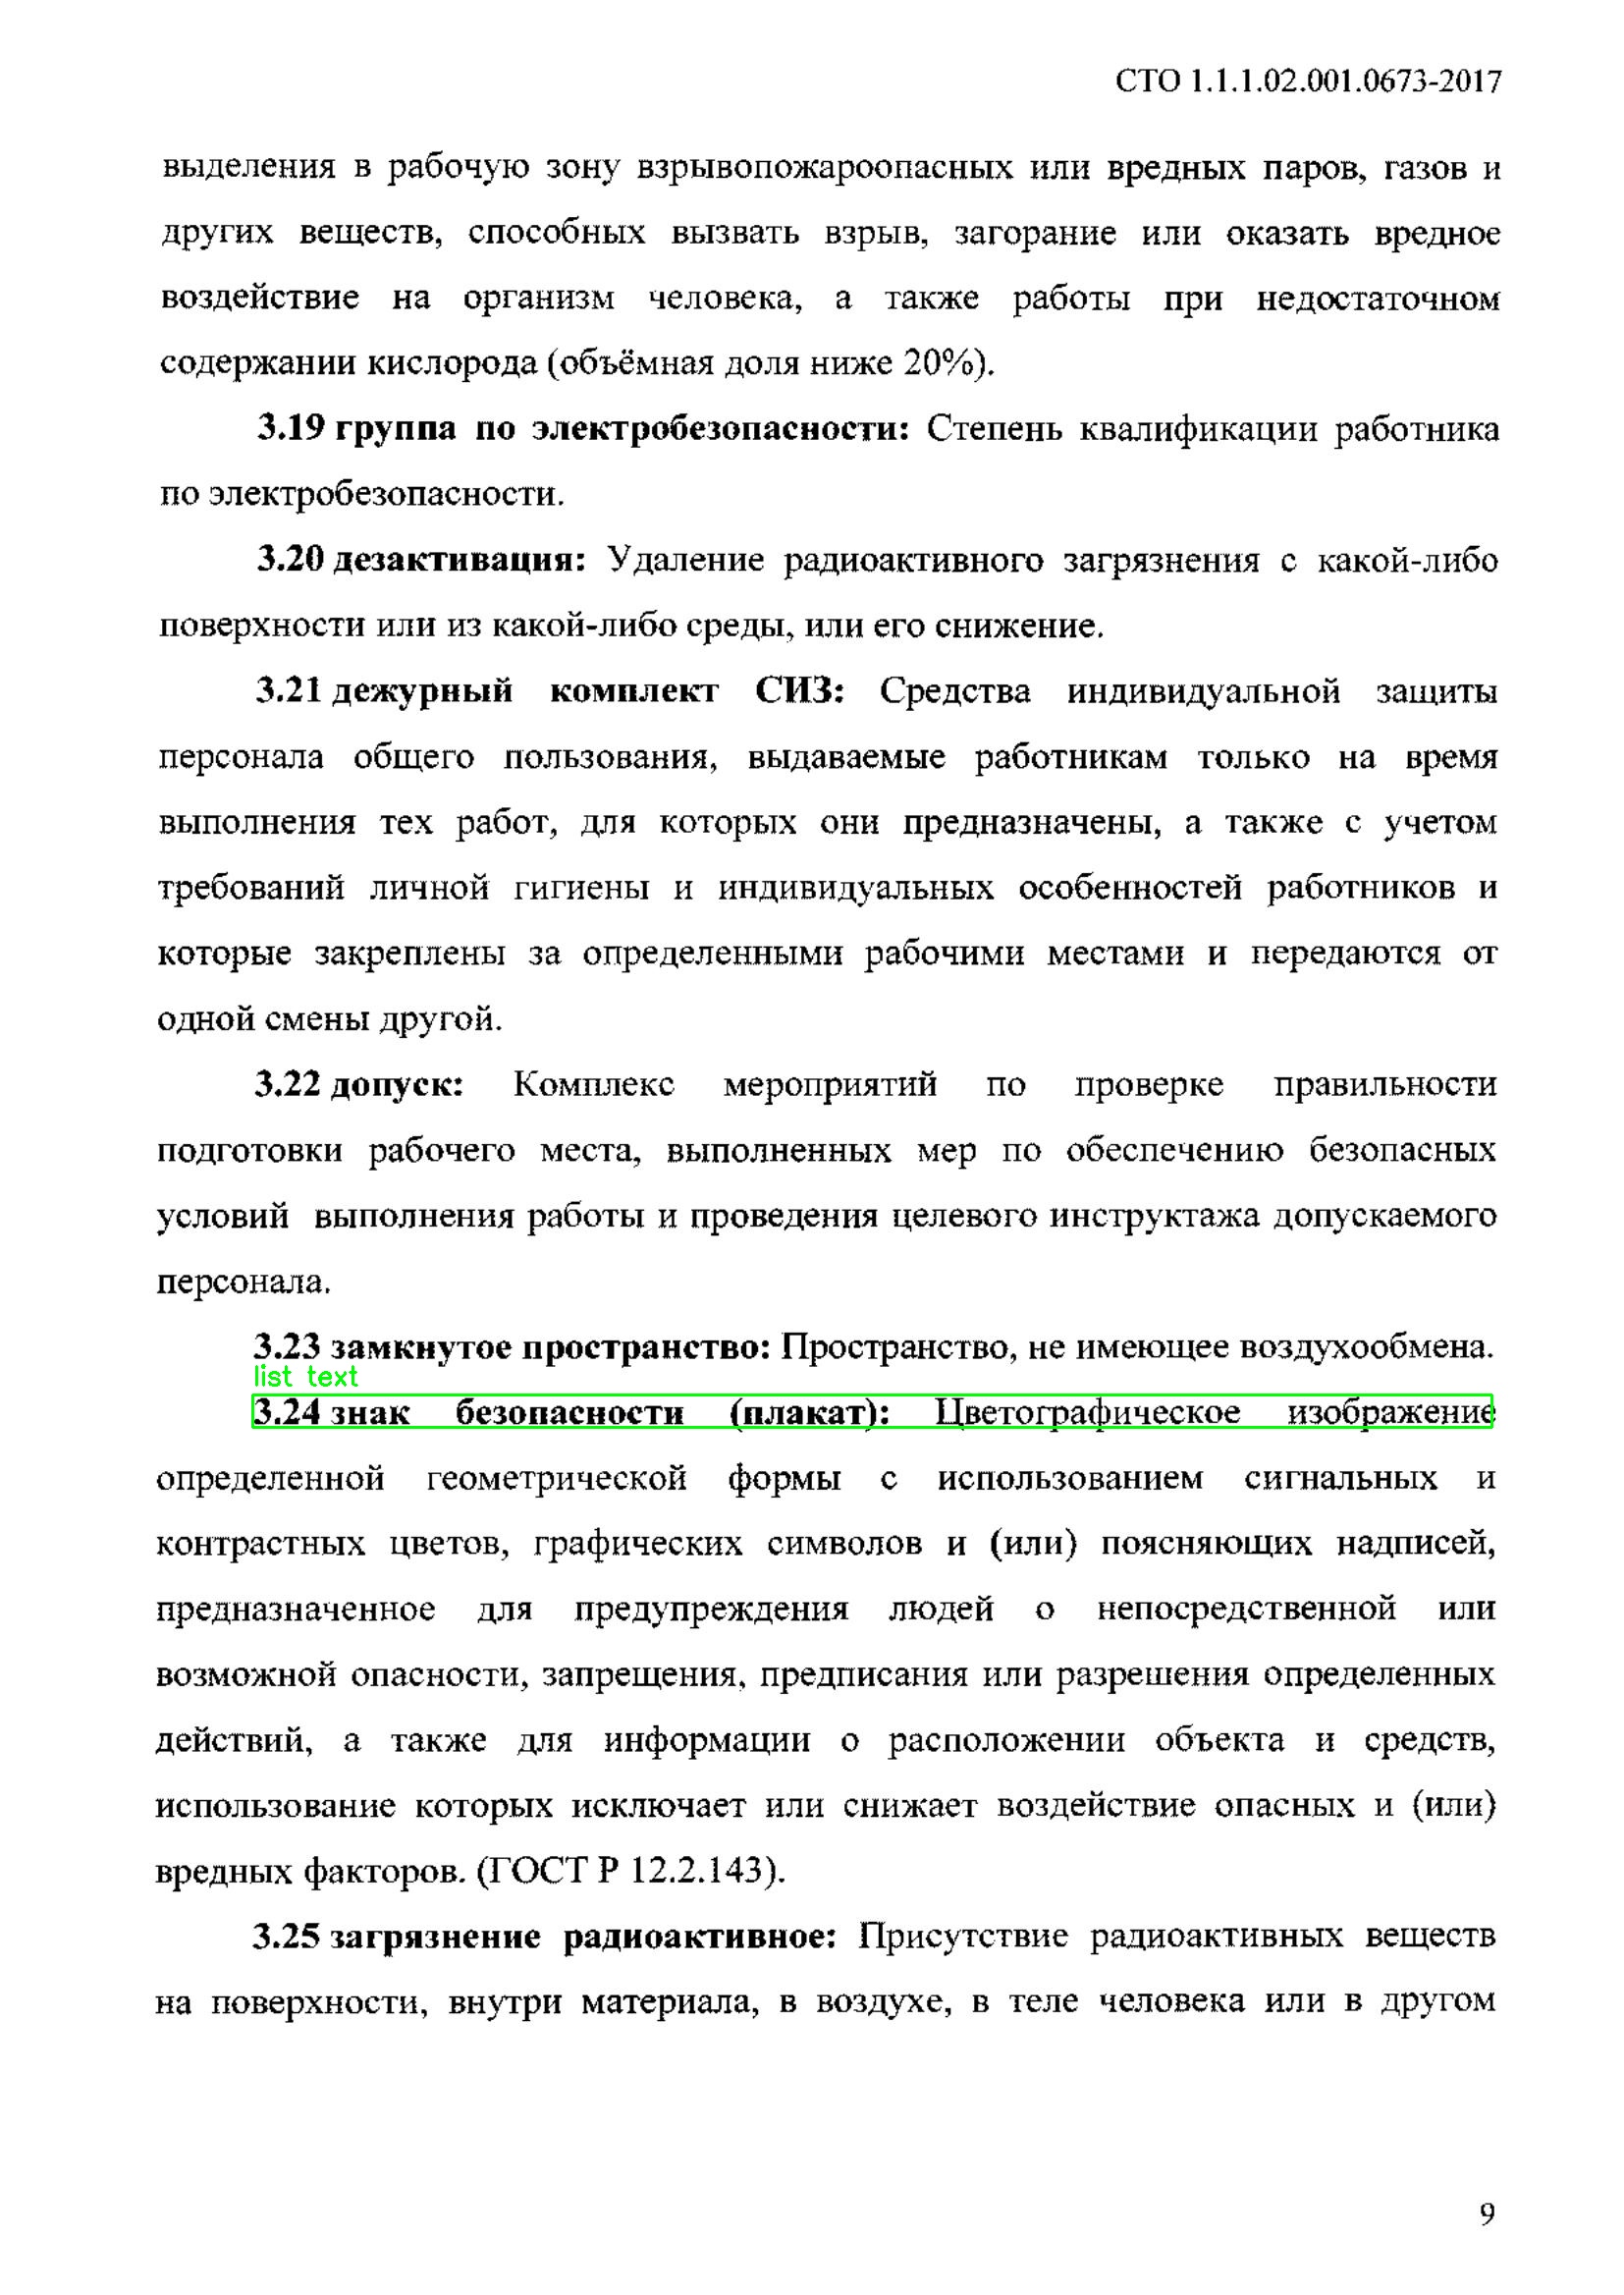 СТО 1.1.1.02.001.0673-2017
выделения в рабочую зону взрывопожароопасных или вредных паров, газов и
других веществ, способных вызвать взрыв, загорание или оказать вредное
воздействие на организм человека, а также работы при недостаточном
содержании кислорода (объёмная доля ниже 20%).
3.19 группа по электробезопасности: Степень квалификации работника
по электробезопасности.
3.20 дезактивация: Удаление радиоактивного загрязнения с какой-либо
поверхности или из какой-либо среды, или его снижение.
3.21 дежурный комплект СИЗ: Средства индивидуальной защиты
персонала общего пользования, выдаваемые работникам только на время
выполнения тех работ, для которых они предназначены, а также с учетом
требований личной гигиены и индивидуальных особенностей работников и
которые закреплены за определенными рабочими местами и передаются от
одной смены другой.
3.22 допуск: Комплекс мероприятий по проверке правильности
подготовки рабочего места, выполненных мер по обеспечению безопасных
условий выполнения работы и проведения целевого инструктажа допускаемого
персонала.
3.23 замкнутое пространство: Пространство, не имеющее воздухообмена.
list text
3.24 знак безопасности (плакат): Цветографическое изображение
определенной геометрической формы с использованием сигнальных и
контрастных цветов, графических символов и (или) поясняющих надписей,
предназначенное для предупреждения людей о непосредственной или
возможной опасности, запрещения, предписания или разрешения определенных
действий, а также для информации о расположении объекта и средств,
использование которых исключает или снижает воздействие опасных и (или)
вредных факторов. (ГОСТ Р 12.2.143).
3.25 загрязнение радиоактивное: Присутствие радиоактивных веществ
на поверхности, внутри материала, в воздухе, в теле человека или в другом
9